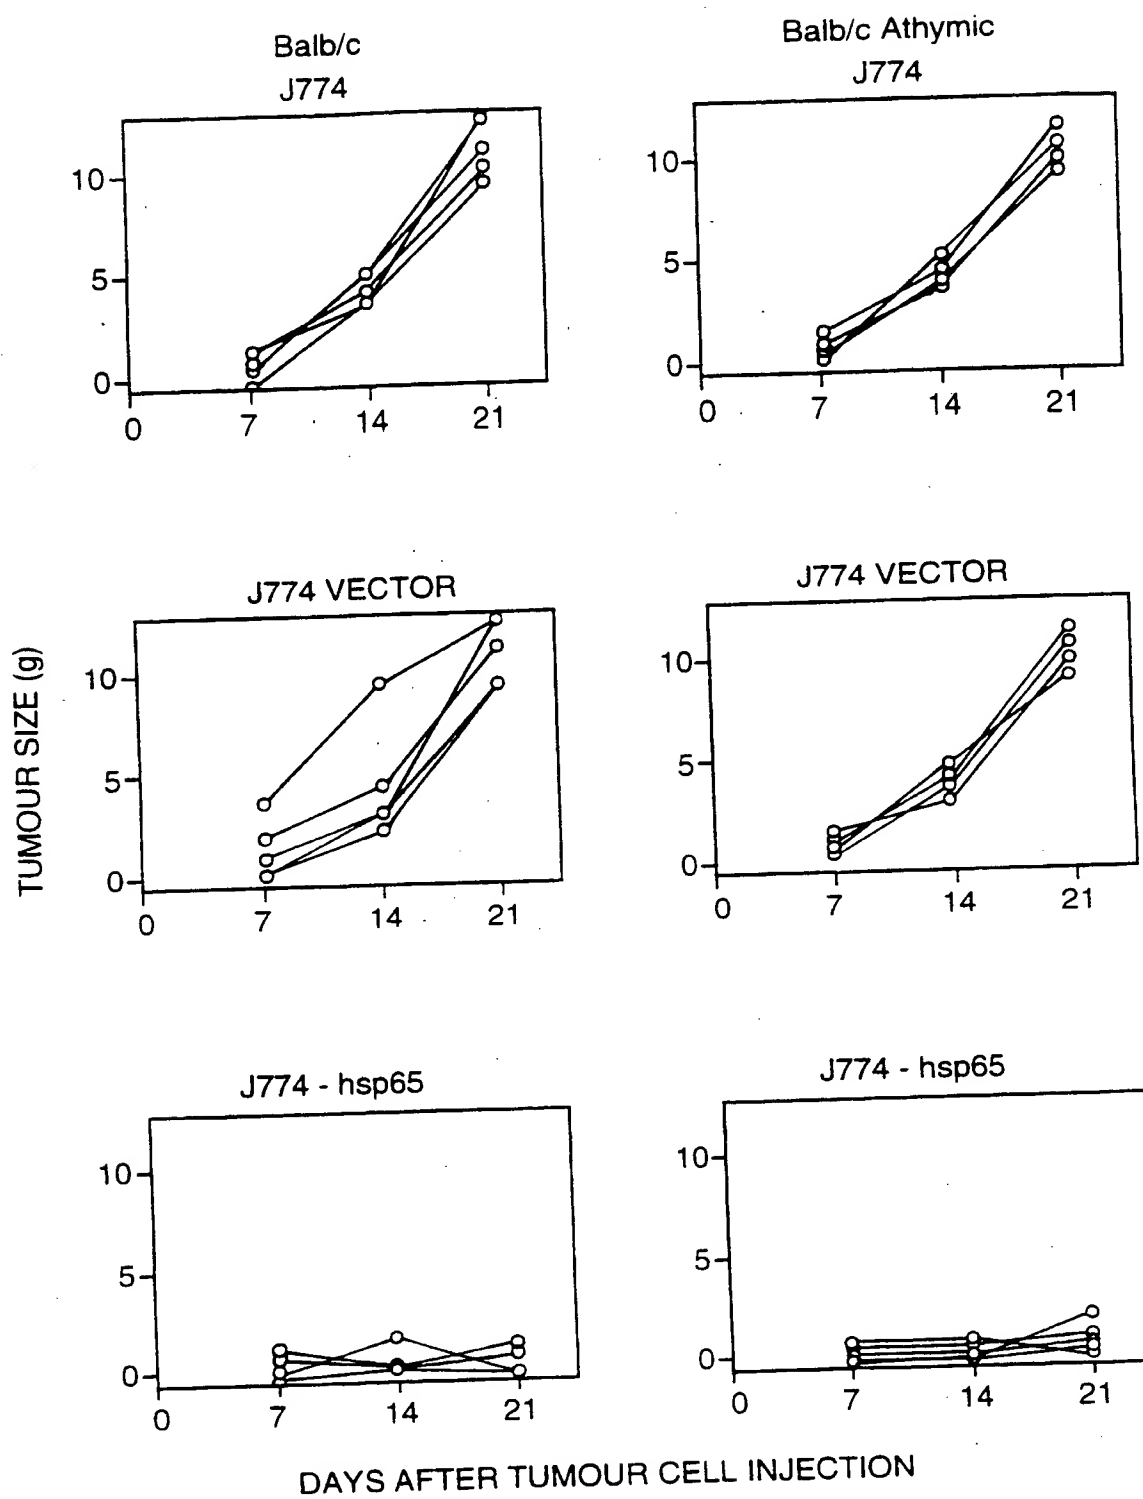 Balb/c
J774
Balb/c Athymic
J774
10
5
0
0 7 14 21
10
5
0
0 7 14 21
TUMOUR SIZE (g)
J774 VECTOR
10
5
0
0 7 14 21
J774 VECTOR
10
5
0
0 7 14 21
J774 - hsp65
10
5
0
0 7 14 21
J774 - hsp65
10
5
0
0 7 14 21
DAYS AFTER TUMOUR CELL INJECTION